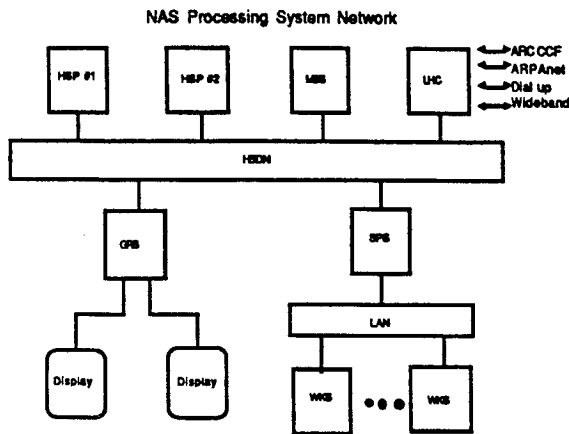 NAS Processing System Network
HSP #1
HSP #2
MSS
LHC
ARC CCF
ARPAnet
Dial up
Wideband
HSDN
GRS
SPS
LAN
Display
Display
WKS
WKS